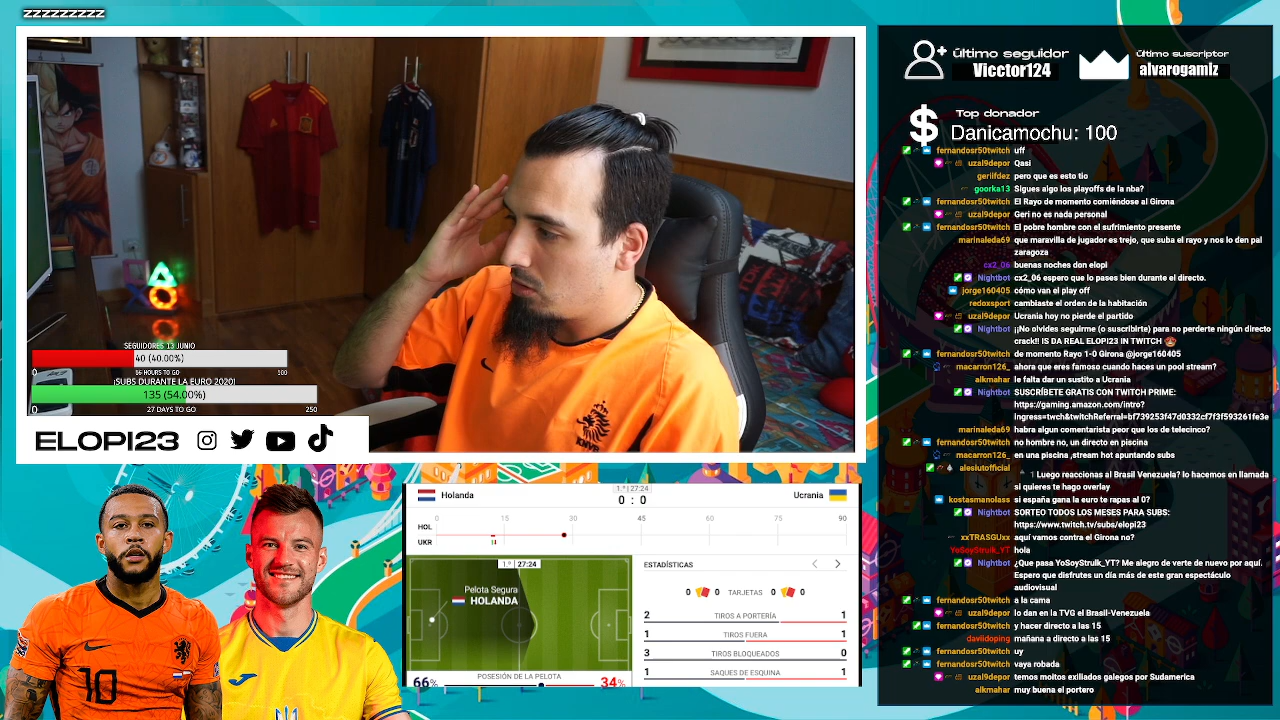 zzzzzzzzz
SEGUIDORES 13 JUNIO
40 (40.00%)
0
56 HOURS TO GO
100
¡SUBS DURANTE LA EURO 2020!
135 (54.00%)
0
27 DAYS TO GO
250
ELOPI23
KNVB
10
Holanda
1.º | 27:24
0 : 0
Ucrania
0 15 30 45 60 75 90
HOL
UKR
1.º 27:24
Pelota Segura
HOLANDA
ESTADÍSTICAS
0 0 TARJETAS 0 0
2 TIROS A PORTERÍA 1
1 TIROS FUERA 1
3 TIROS BLOQUEADOS 0
1 SAQUES DE ESQUINA 1
POSESIÓN DE LA PELOTA
66% 34%
último seguidor
Vicctor124
último suscriptor
alvarogamlz
Top donador
Danicamochu: 100
fernandosr50twitch uff
uzal9depor Qasi
geriifdez pero que es esto tio
goorka13 Sigues algo los playoffs de la nba?
fernandosr50twitch El Rayo de momento comiéndose al Girona
uzal9depor Geri no es nada personal
fernandosr50twitch El pobre hombre con el sufrimiento presente
marinaleda69 que maravilla de jugador es trejo, que suba el rayo y nos lo den pal
zaragoza
cx2_06 buenas noches don elopi
Nightbot cx2_06 espero que lo pases bien durante el directo.
jorge160405 cómo van el play off
redoxsport cambiaste el orden de la habitación
uzal9depor Ucrania hoy no pierde el partido
Nightbot ¡¡No olvides seguirme (o suscribirte) para no perderte ningún directo
crack!! IS DA REAL ELOPI23 IN TWITCH
fernandosr50twitch de momento Rayo 1-0 Girona @jorge160405
macarron126_ ahora que eres famoso cuando haces un pool stream?
alkmahar le falta dar un sustito a Ucrania
Nightbot SUSCRÍBETE GRATIS CON TWITCH PRIME:
https://gaming.amazon.com/intro?
ingress=twch&twitchReferral=bf739253f47d0332cf7f3f593261fe3e
marinaleda69 habra algun comentarista peor que los de telecinco?
fernandosr50twitch no hombre no, un directo en piscina
macarron126_ en una piscina ,stream hot apuntando subs
alesiutofficial
1 Luego reacciones al Brasil Venezuela? lo hacemos en llamada
si quieres te hago overlay
kostasmanolass si españa gana la euro te rapas al 0?
Nightbot SORTEO TODOS LOS MESES PARA SUBS:
https://www.twitch.tv/subs/elopi23
xxTRASGUxx aquí vamos contra el Girona no?
YoSoyStruik_YT hola
Nightbot ¿Que pasa YoSoyStruik_YT? Me alegro de verte de nuevo por aquí.
Espero que disfrutes un día más de este gran espectáculo
audiovisual
fernandosr50twitch a la cama
uzal9depor lo dan en la TVG el Brasil-Venezuela
fernandosr50twitch y hacer directo a las 15
daviidoping mañana a directo a las 15
fernandosr50twitch uy
fernandosr50twitch vaya robada
uzal9depor temos moitos exiliados galegos por Sudamerica
alkmahar muy buena el portero